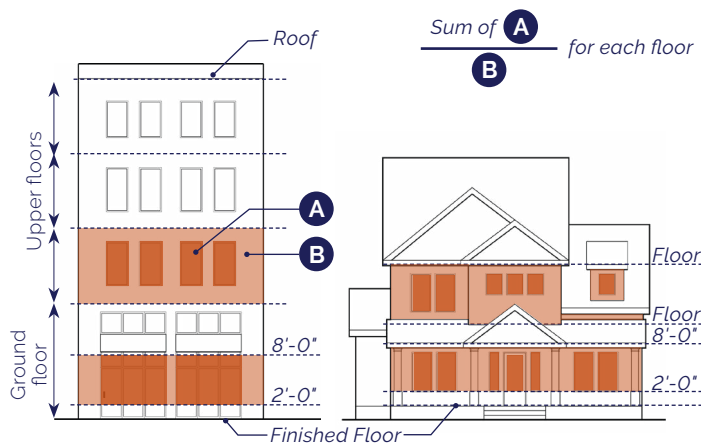 Roof
Sum of A
B
for each floor
Upper floors
A
B
Ground
floor
8'-0"
2'-0"
Finished Floor
Floor
Floor
8'-0"
2'-0"